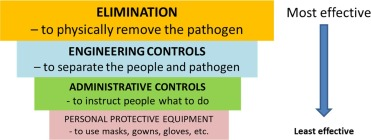 ELIMINATION
– to physically remove the pathogen
Most effective
ENGINEERING CONTROLS
– to separate the people and pathogen
ADMINISTRATIVE CONTROLS
- to instruct people what to do
PERSONAL PROTECTIVE EQUIPMENT
- to use masks, gowns, gloves, etc.
Least effective